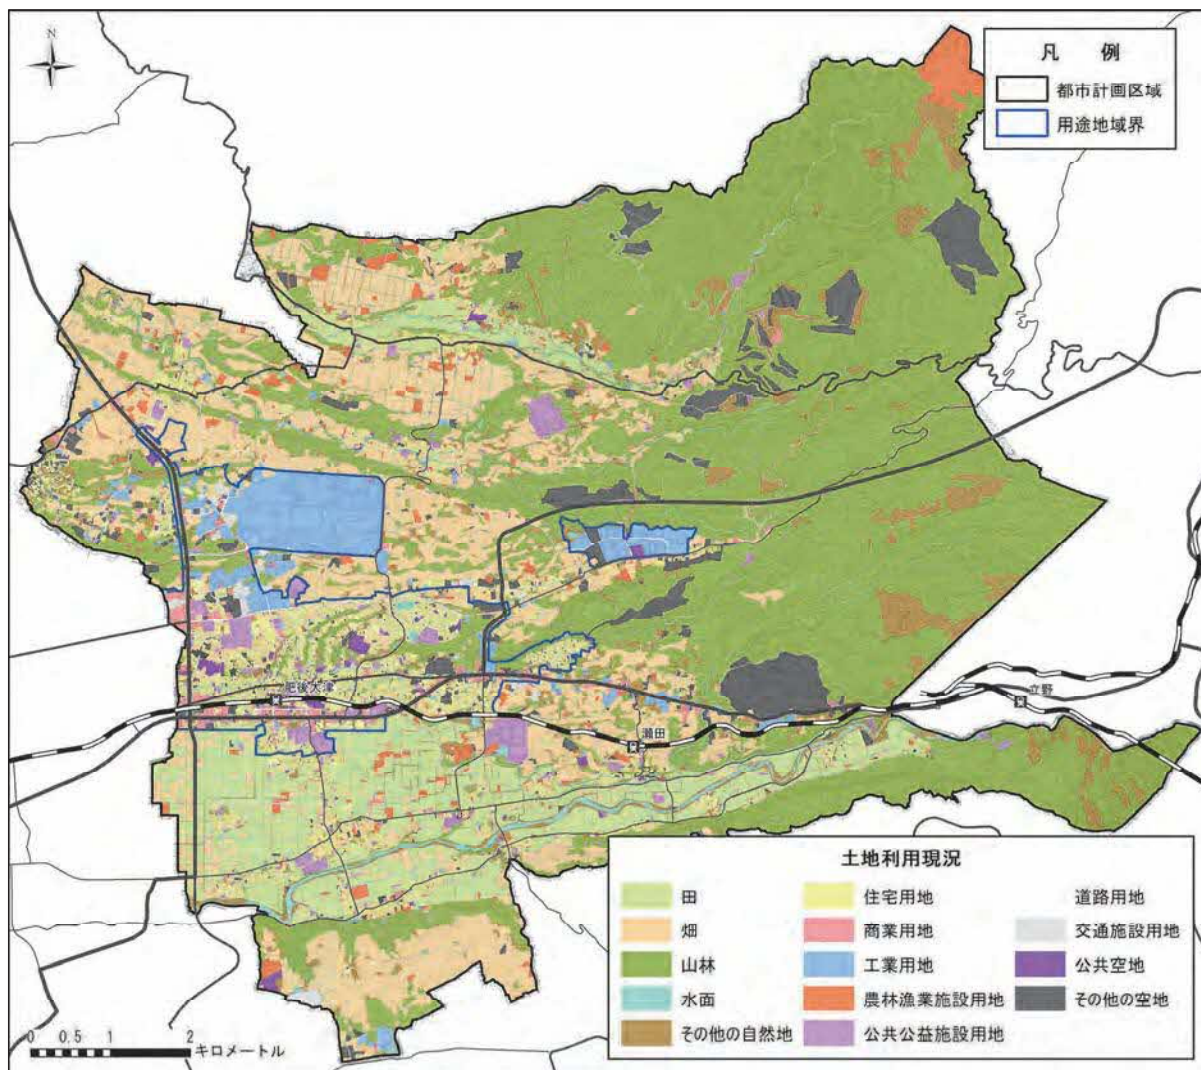 N
凡 例
都市計画区域
用途地域界
肥後大津
瀬田
立野
土地利用現況
田
住宅用地
道路用地
畑
商業用地
交通施設用地
山林
工業用地
公共空地
水面
農林漁業施設用地
その他の空地
その他の自然地
公共公益施設用地
0 0.5 1 2
キロメートル